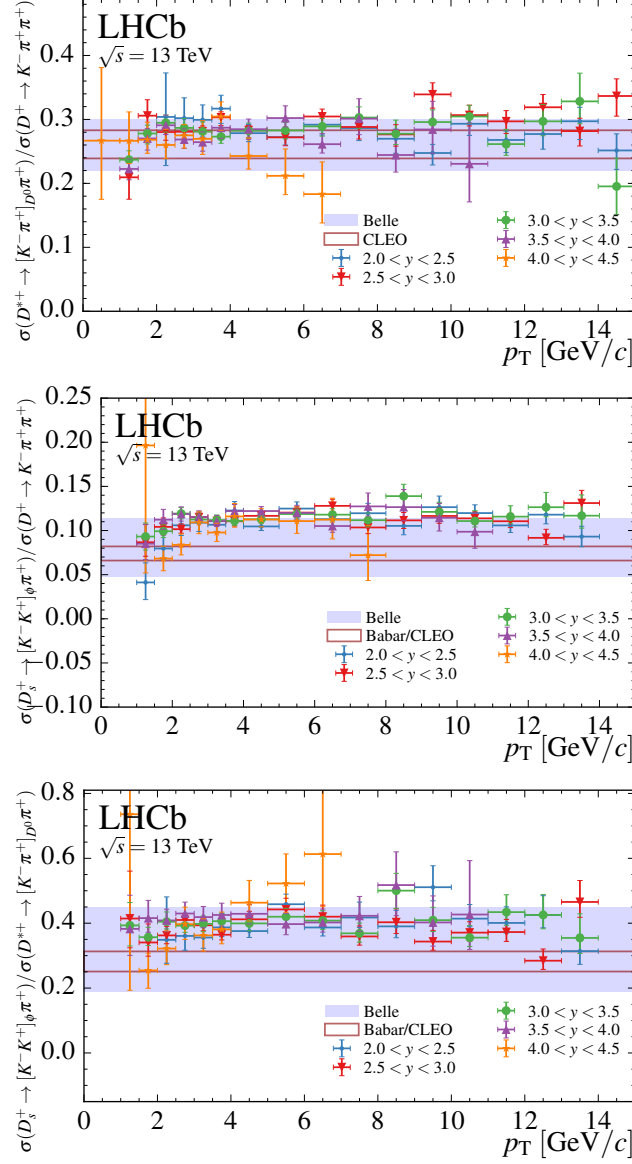 LHCb
√s = 13 TeV
σ(D*+ → [K−π+]D0π+)/σ(D+ → K−π+π+)
0.4
0.3
0.2
0.1
0.0
Belle
CLEO
2.0 < y < 2.5
2.5 < y < 3.0
3.0 < y < 3.5
3.5 < y < 4.0
4.0 < y < 4.5
0 2 4 6 8 10 12 14
pT [GeV/c]
LHCb
√s = 13 TeV
σ(Ds+ → [K−K+]ϕπ+)/σ(D+ → K−π+π+)
0.25
0.20
0.15
0.10
0.05
0.00
−0.05
−0.10
Belle
Babar/CLEO
2.0 < y < 2.5
2.5 < y < 3.0
3.0 < y < 3.5
3.5 < y < 4.0
4.0 < y < 4.5
0 2 4 6 8 10 12 14
pT [GeV/c]
LHCb
√s = 13 TeV
σ(Ds+ → [K−K+]ϕπ+)/σ(D*+ → [K−π+]D0π+)
0.8
0.6
0.4
0.2
0.0
Belle
Babar/CLEO
2.0 < y < 2.5
2.5 < y < 3.0
3.0 < y < 3.5
3.5 < y < 4.0
4.0 < y < 4.5
0 2 4 6 8 10 12 14
pT [GeV/c]